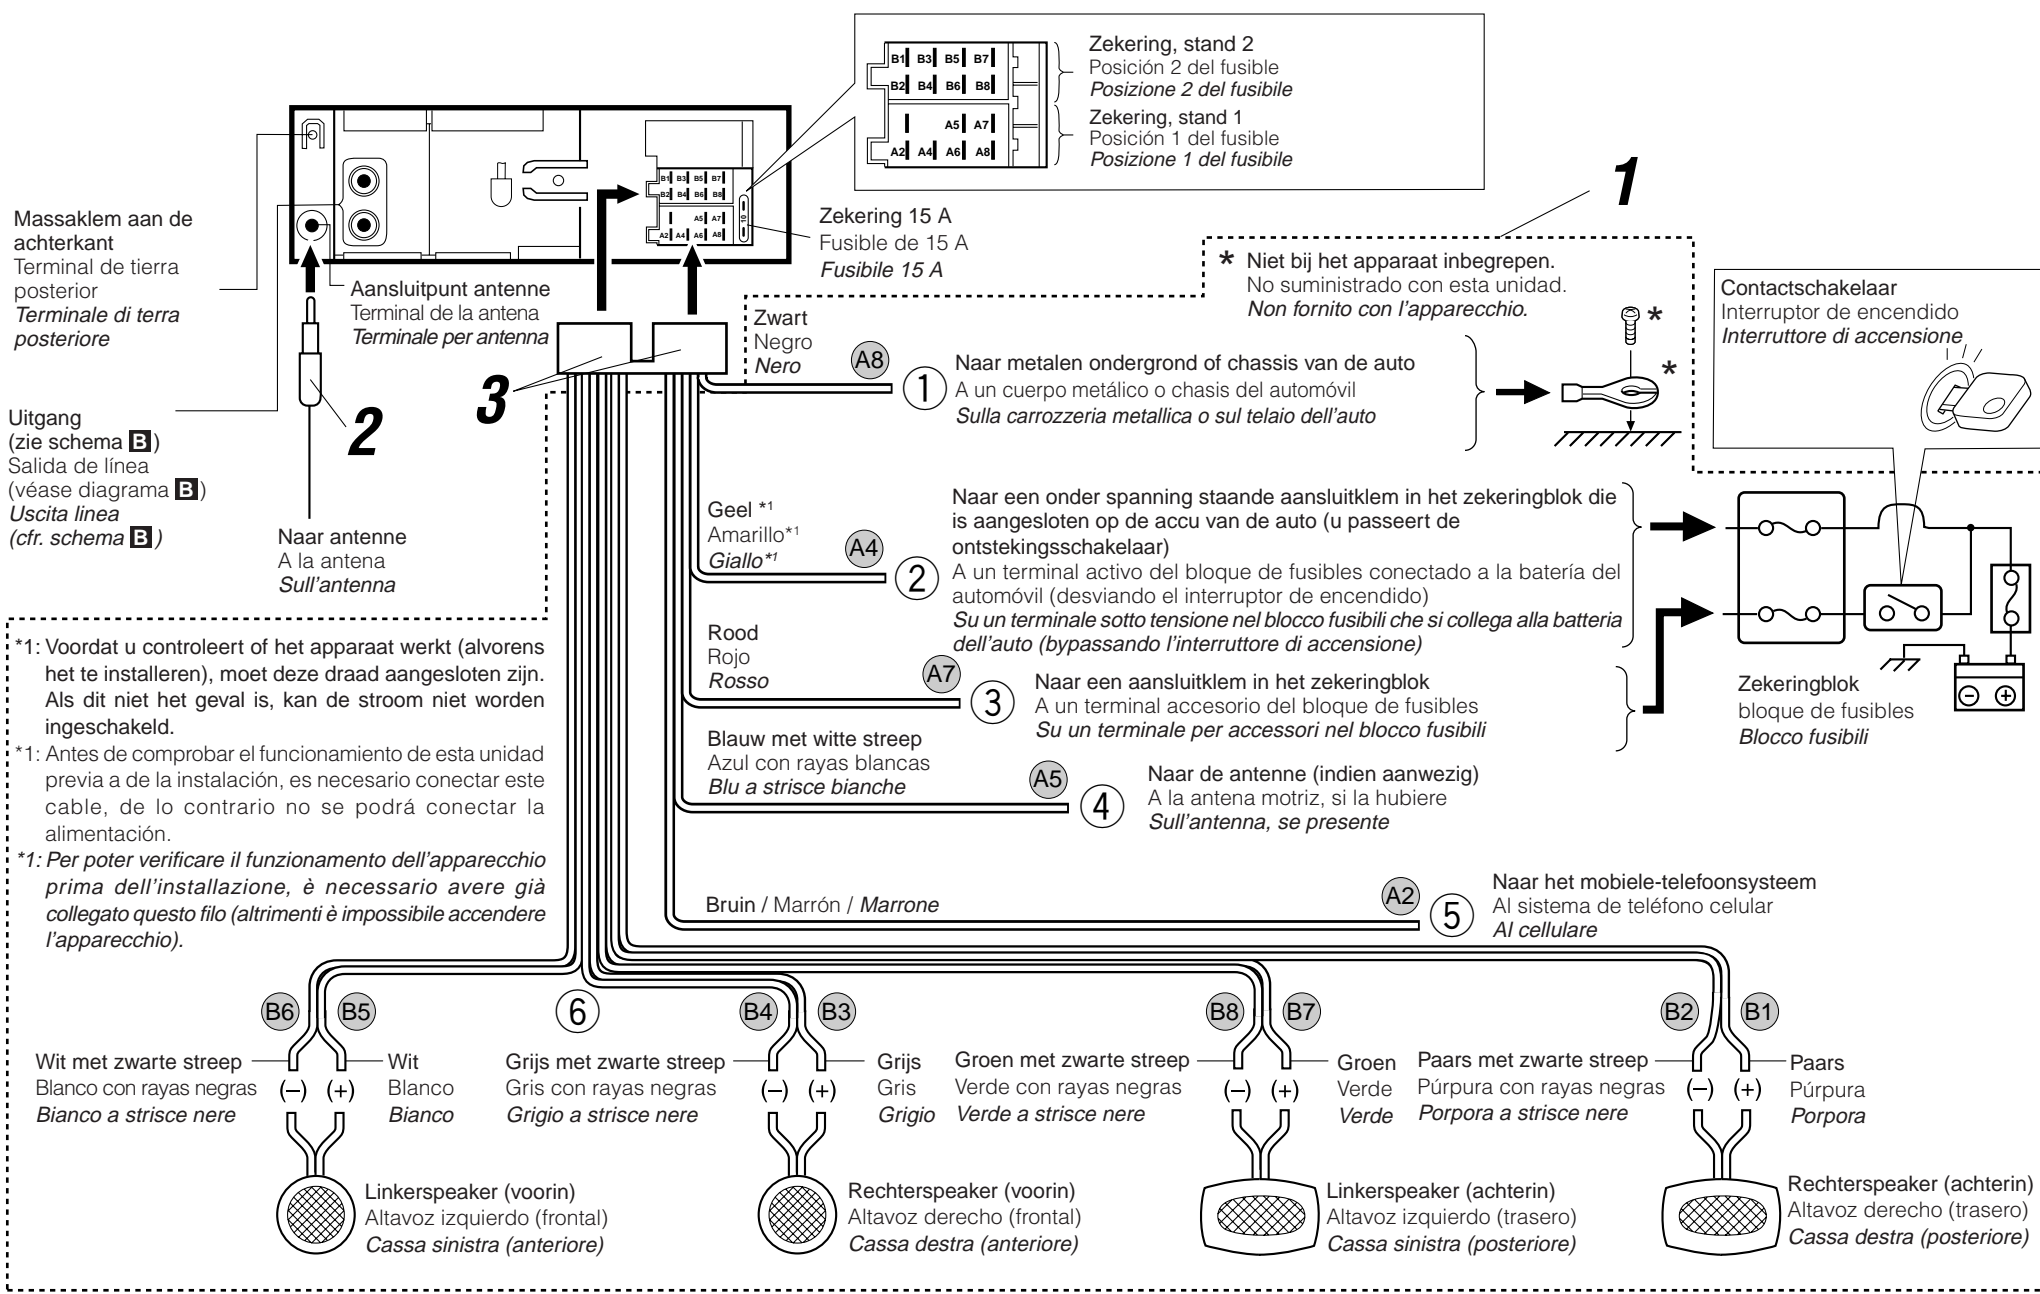 B1 B3 B5 B7
B2 B4 B6 B8
A5 A7
A2 A4 A6 A8
Zekering, stand 2
Posición 2 del fusible
Posizione 2 del fusibile
Zekering, stand 1
Posición 1 del fusible
Posizione 1 del fusibile
B1 B3 B5 B7
B2 B4 B6 B8
A5 A7
A2 A4 A6 A8
10
Zekering 15 A
Fusible de 15 A
Fusibile 15 A
1
Massaklem aan de
achterkant
Terminal de tierra
posterior
Terminale di terra
posteriore
Aansluitpunt antenne
Terminal de la antena
Terminale per antenna
* Niet bij het apparaat inbegrepen.
No suministrado con esta unidad.
Non fornito con l'apparecchio.
*
*
Contactschakelaar
Interruptor de encendido
Interruttore di accensione
Uitgang
(zie schema B)
Salida de línea
(véase diagrama B)
Uscita linea
(cfr. schema B)
2
3
Naar antenne
A la antena
Sull'antenna
Zwart
Negro
Nero
A8
1
Naar metalen ondergrond of chassis van de auto
A un cuerpo metálico o chasis del automóvil
Sulla carrozzeria metallica o sul telaio dell'auto
Geel *1
Amarillo*1
Giallo*1
A4
2
Naar een onder spanning staande aansluitklem in het zekeringblok die
is aangesloten op de accu van de auto (u passeert de
ontstekingsschakelaar)
A un terminal activo del bloque de fusibles conectado a la batería del
automóvil (desviando el interruptor de encendido)
Su un terminale sotto tensione nel blocco fusibili che si collega alla batteria
dell'auto (bypassando l'interruttore di accensione)
Rood
Rojo
Rosso
A7
3
Naar een aansluitklem in het zekeringblok
A un terminal accesorio del bloque de fusibles
Su un terminale per accessori nel blocco fusibili
Zekeringblok
bloque de fusibles
Blocco fusibili
− +
Blauw met witte streep
Azul con rayas blancas
Blu a strisce bianche
A5
4
Naar de antenne (indien aanwezig)
A la antena motriz, si la hubiere
Sull'antenna, se presente
Bruin / Marrón / Marrone
A2
5
Naar het mobiele-telefoonsysteem
Al sistema de teléfono celular
Al cellulare
*1: Voordat u controleert of het apparaat werkt (alvorens
het te installeren), moet deze draad aangesloten zijn.
Als dit niet het geval is, kan de stroom niet worden
ingeschakeld.
*1: Antes de comprobar el funcionamiento de esta unidad
previa a de la instalación, es necesario conectar este
cable, de lo contrario no se podrá conectar la
alimentación.
*1: Per poter verificare il funzionamento dell'apparecchio
prima dell'installazione, è necessario avere già
collegato questo filo (altrimenti è impossibile accendere
l'apparecchio).
6
B6 B5
Wit met zwarte streep
Blanco con rayas negras
Bianco a strisce nere
(−) (+)
Wit
Blanco
Bianco
Linkerspeaker (voorin)
Altavoz izquierdo (frontal)
Cassa sinistra (anteriore)
B4 B3
Grijs met zwarte streep
Gris con rayas negras
Grigio a strisce nere
(−) (+)
Grijs
Gris
Grigio
Rechterspeaker (voorin)
Altavoz derecho (frontal)
Cassa destra (anteriore)
B8 B7
Groen met zwarte streep
Verde con rayas negras
Verde a strisce nere
(−) (+)
Groen
Verde
Verde
Linkerspeaker (achterin)
Altavoz izquierdo (trasero)
Cassa sinistra (posteriore)
B2 B1
Paars met zwarte streep
Púrpura con rayas negras
Porpora a strisce nere
(−) (+)
Paars
Púrpura
Porpora
Rechterspeaker (achterin)
Altavoz derecho (trasero)
Cassa destra (posteriore)